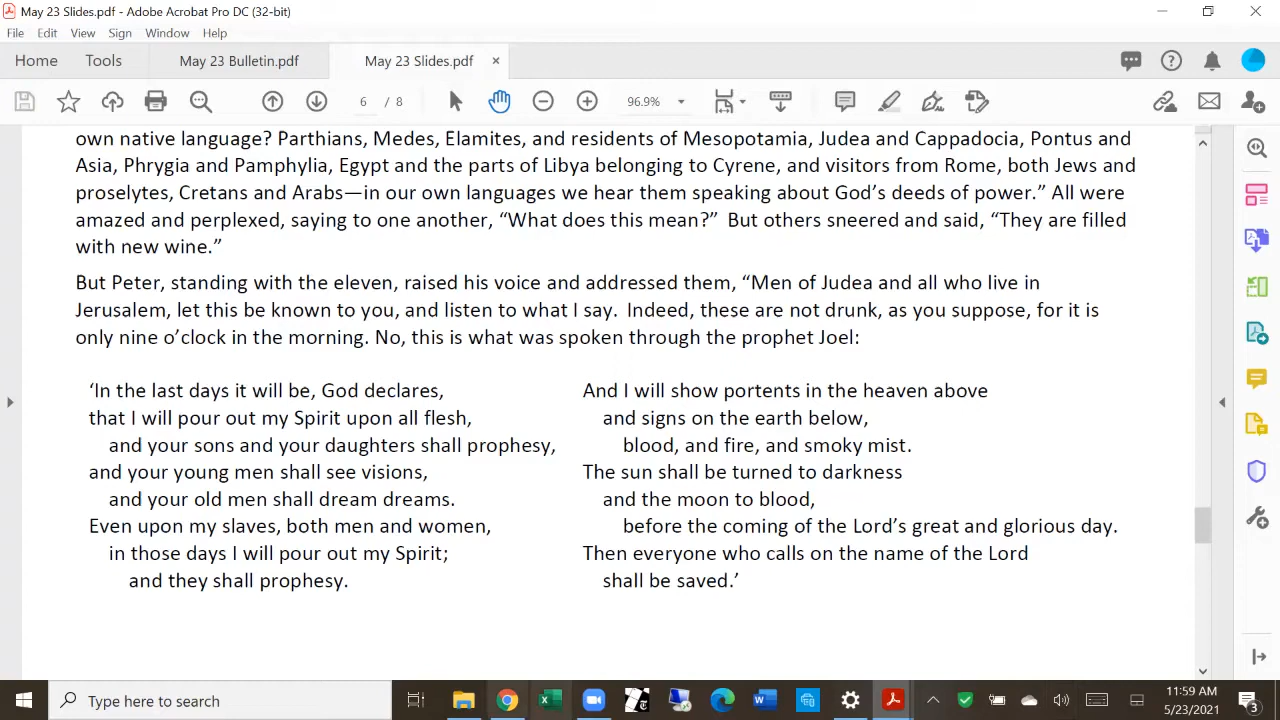 May 23 Slides.pdf - Adobe Acrobat Pro DC (32-bit)
File Edit View Sign Window Help
Home Tools May 23 Bulletin.pdf May 23 Slides.pdf ×
6 / 8 96.9%
own native language? Parthians, Medes, Elamites, and residents of Mesopotamia, Judea and Cappadocia, Pontus and
Asia, Phrygia and Pamphylia, Egypt and the parts of Libya belonging to Cyrene, and visitors from Rome, both Jews and
proselytes, Cretans and Arabs—in our own languages we hear them speaking about God’s deeds of power.” All were
amazed and perplexed, saying to one another, “What does this mean?” But others sneered and said, “They are filled
with new wine.”
But Peter, standing with the eleven, raised his voice and addressed them, “Men of Judea and all who live in
Jerusalem, let this be known to you, and listen to what I say. Indeed, these are not drunk, as you suppose, for it is
only nine o’clock in the morning. No, this is what was spoken through the prophet Joel:
‘In the last days it will be, God declares,
that I will pour out my Spirit upon all flesh,
and your sons and your daughters shall prophesy,
and your young men shall see visions,
and your old men shall dream dreams.
Even upon my slaves, both men and women,
in those days I will pour out my Spirit;
and they shall prophesy.
And I will show portents in the heaven above
and signs on the earth below,
blood, and fire, and smoky mist.
The sun shall be turned to darkness
and the moon to blood,
before the coming of the Lord’s great and glorious day.
Then everyone who calls on the name of the Lord
shall be saved.’
Type here to search
11:59 AM
5/23/2021
3